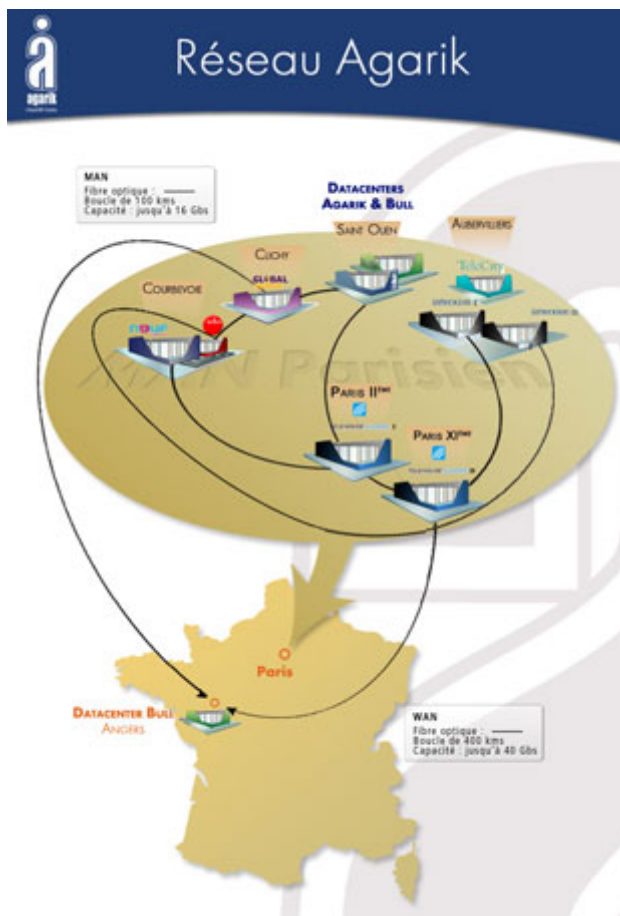 agarik
Réseau Agarik
MAN
Fibre optique :
Boucle de 100 kms
Capacité : jusqu'à 16 Gbs
DATACENTERS
AGARIK & BULL
SAINT OUEN
AUBERVILLIERS
TeleCity
CLICHY
GLOBAL
COURBEVOIE
MAN Parisien
PARIS IIème
PARIS XIème
Paris
DATACENTER BULL
ANGERS
WAN
Fibre optique :
Boucle de 400 kms
Capacité : jusqu'à 40 Gbs